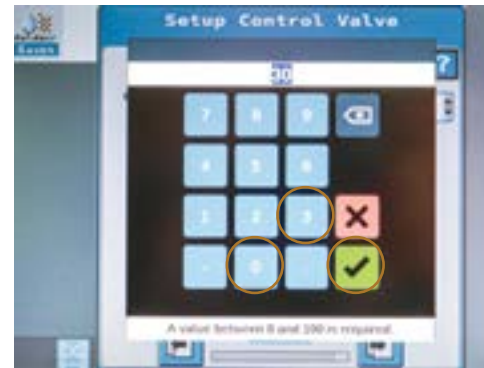 Setup Control Valve
?
30
7 8 9
4 5 6
1 2 3
- 0 .
A value between 0 and 100 is required.